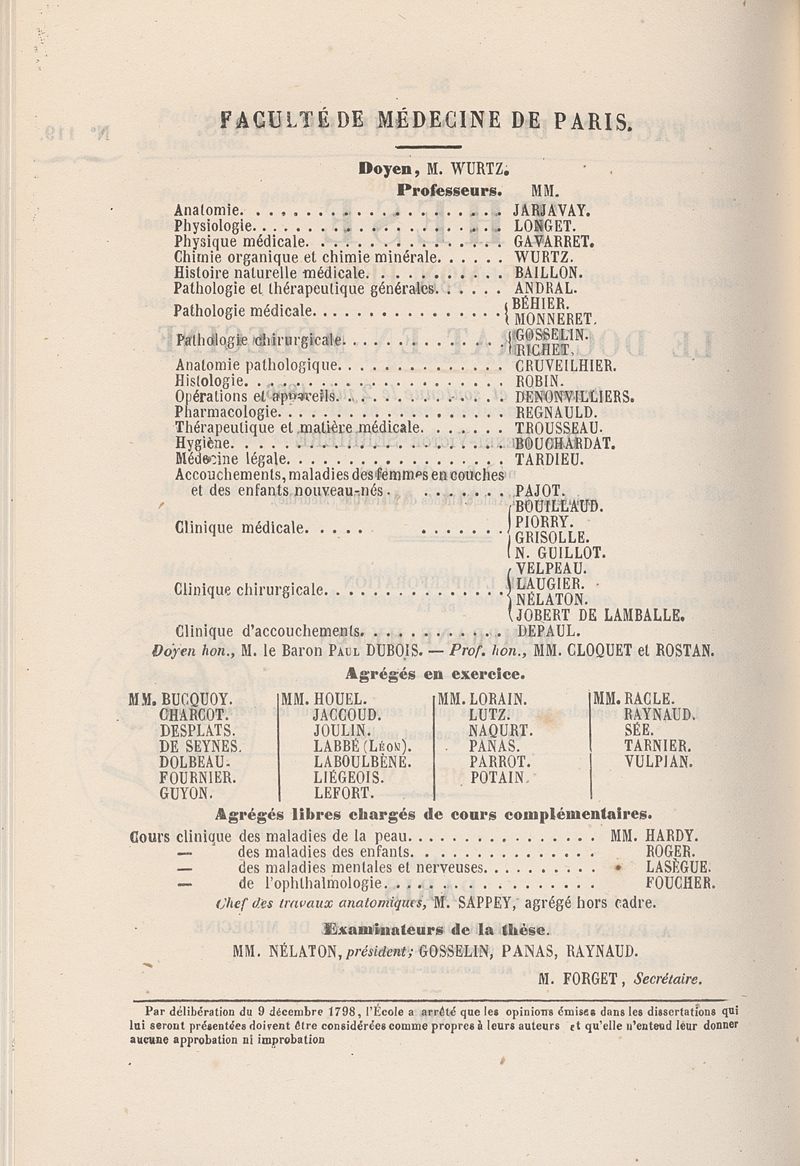 FACULTÉ DE MÉDECINE DE PARIS.
Doyen, M. WURTZ.
Professeurs. MM.
Anatomie. . . . . . . . . . . . . . . . . . . . . . JARJAVAY.
Physiologie. . . . . . . . . . . . . . . . . . . . . LONGET.
Physique médicale. . . . . . . . . . . . . . . . . GAVARRET.
Chimie organique et chimie minérale. . . . . . WURTZ.
Histoire naturelle médicale. . . . . . . . . . . . BAILLON.
Pathologie et thérapeutique générales. . . . . . ANDRAL.
Pathologie médicale. . . . . . . . . . . . . . . . { BÉHIER.
MONNERET.
Pathologie chirurgicale. . . . . . . . . . . . . . { GOSSELIN.
RICHET.
Anatomie pathologique. . . . . . . . . . . . . . CRUVEILHIER.
Histologie. . . . . . . . . . . . . . . . . . . . . . ROBIN.
Opérations et appareils. . . . . . . . . . . . . . DENONVILLIERS.
Pharmacologie. . . . . . . . . . . . . . . . . . . REGNAULD.
Thérapeutique et matière médicale. . . . . . . TROUSSEAU.
Hygiène. . . . . . . . . . . . . . . . . . . . . . . BOUCHARDAT.
Médecine légale. . . . . . . . . . . . . . . . . . TARDIEU.
Accouchements, maladies des femmes en couches
et des enfants nouveau-nés . . . . . . . . PAJOT.
Clinique médicale. . . . . . . . . . . . { BOUILLAUD.
PIORRY.
GRISOLLE.
N. GUILLOT.
Clinique chirurgicale. . . . . . . . . . . . . . . { VELPEAU.
LAUGIER.
NÉLATON.
JOBERT DE LAMBALLE.
Clinique d'accouchements. . . . . . . . . . . . DEPAUL.
Doyen hon., M. le Baron PAUL DUBOIS. — Prof. hon., MM. CLOQUET et ROSTAN.
Agrégés en exercice.
MM. BUCQUOY.
CHARCOT.
DESPLATS.
DE SEYNES.
DOLBEAU.
FOURNIER.
GUYON.
MM. HOUEL.
JACCOUD.
JOULIN.
LABBÉ (LÉON).
LABOULBÈNE.
LIÉGEOIS.
LEFORT.
MM. LORAIN.
LUTZ.
NAQURT.
PANAS.
PARROT.
POTAIN.
MM. RACLE.
RAYNAUD.
SÉE.
TARNIER.
VULPIAN.
Agrégés libres chargés de cours complémentaires.
Cours clinique des maladies de la peau. . . . . . . . . . . . . . . . MM. HARDY.
— des maladies des enfants. . . . . . . . . . . . . . . ROGER.
— des maladies mentales et nerveuses. . . . . . . . . . LASÈGUE.
— de l'ophthalmologie. . . . . . . . . . . . . . . . . . FOUCHER.
Chef des travaux anatomiques, M. SAPPEY, agrégé hors cadre.
Examinateurs de la thèse.
MM. NÉLATON, président; GOSSELIN, PANAS, RAYNAUD.
M. FORGET, Secrétaire.
Par délibération du 9 décembre 1798, l'École a arrêté que les opinions émises dans les dissertations qui
lui seront présentées doivent être considérées comme propres à leurs auteurs et qu'elle n'entend leur donner
aucune approbation ni improbation